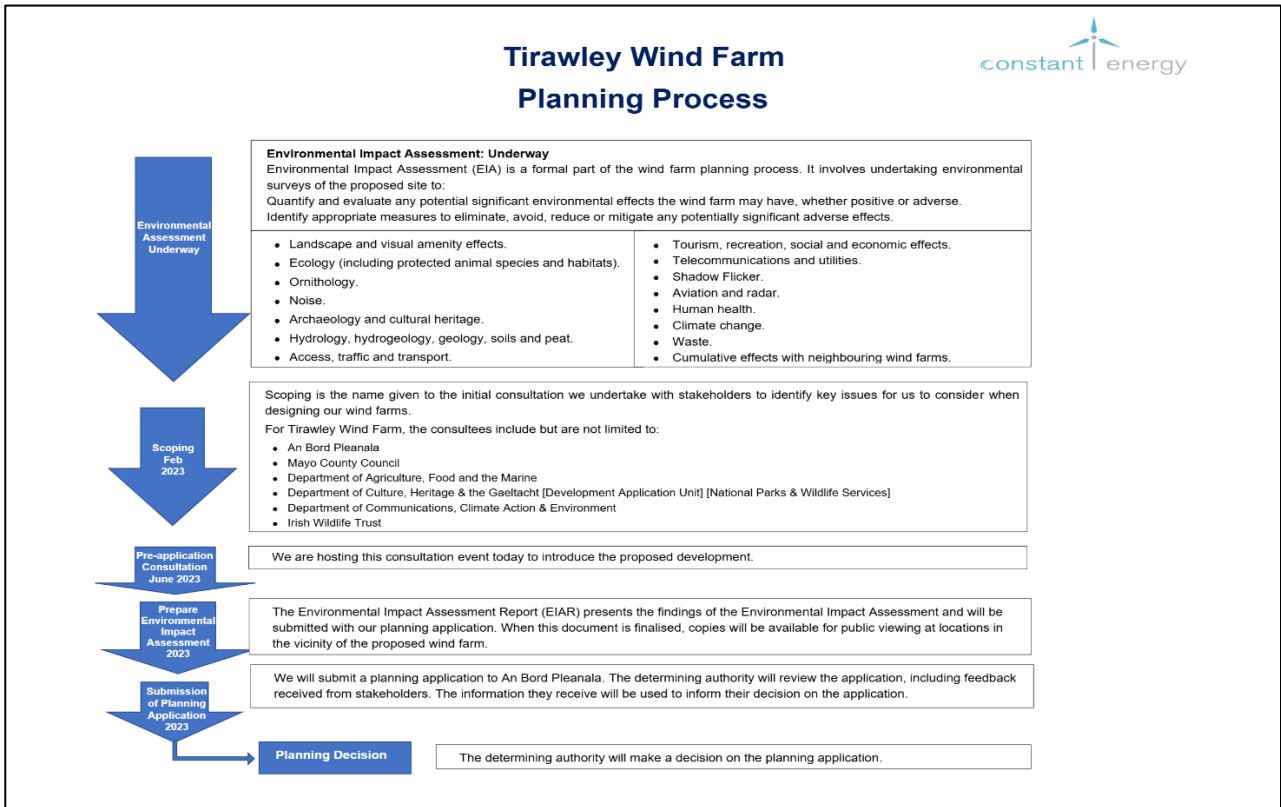 Tirawley Wind Farm
Planning Process
constant energy
Environmental
Assessment
Underway
Environmental Impact Assessment: Underway
Environmental Impact Assessment (EIA) is a formal part of the wind farm planning process. It involves undertaking environmental
surveys of the proposed site to:
Quantify and evaluate any potential significant environmental effects the wind farm may have, whether positive or adverse.
Identify appropriate measures to eliminate, avoid, reduce or mitigate any potentially significant adverse effects.
• Landscape and visual amenity effects.
• Ecology (including protected animal species and habitats).
• Ornithology.
• Noise.
• Archaeology and cultural heritage.
• Hydrology, hydrogeology, geology, soils and peat.
• Access, traffic and transport.
• Tourism, recreation, social and economic effects.
• Telecommunications and utilities.
• Shadow Flicker.
• Aviation and radar.
• Human health.
• Climate change.
• Waste.
• Cumulative effects with neighbouring wind farms.
Scoping
Feb
2023
Scoping is the name given to the initial consultation we undertake with stakeholders to identify key issues for us to consider when
designing our wind farms.
For Tirawley Wind Farm, the consultees include but are not limited to:
• An Bord Pleanala
• Mayo County Council
• Department of Agriculture, Food and the Marine
• Department of Culture, Heritage & the Gaeltacht [Development Application Unit] [National Parks & Wildlife Services]
• Department of Communications, Climate Action & Environment
• Irish Wildlife Trust
Pre-application
Consultation
June 2023
We are hosting this consultation event today to introduce the proposed development.
Prepare
Environmental
Impact
Assessment
2023
The Environmental Impact Assessment Report (EIAR) presents the findings of the Environmental Impact Assessment and will be
submitted with our planning application. When this document is finalised, copies will be available for public viewing at locations in
the vicinity of the proposed wind farm.
Submission
of Planning
Application
2023
We will submit a planning application to An Bord Pleanala. The determining authority will review the application, including feedback
received from stakeholders. The information they receive will be used to inform their decision on the application.
Planning Decision
The determining authority will make a decision on the planning application.